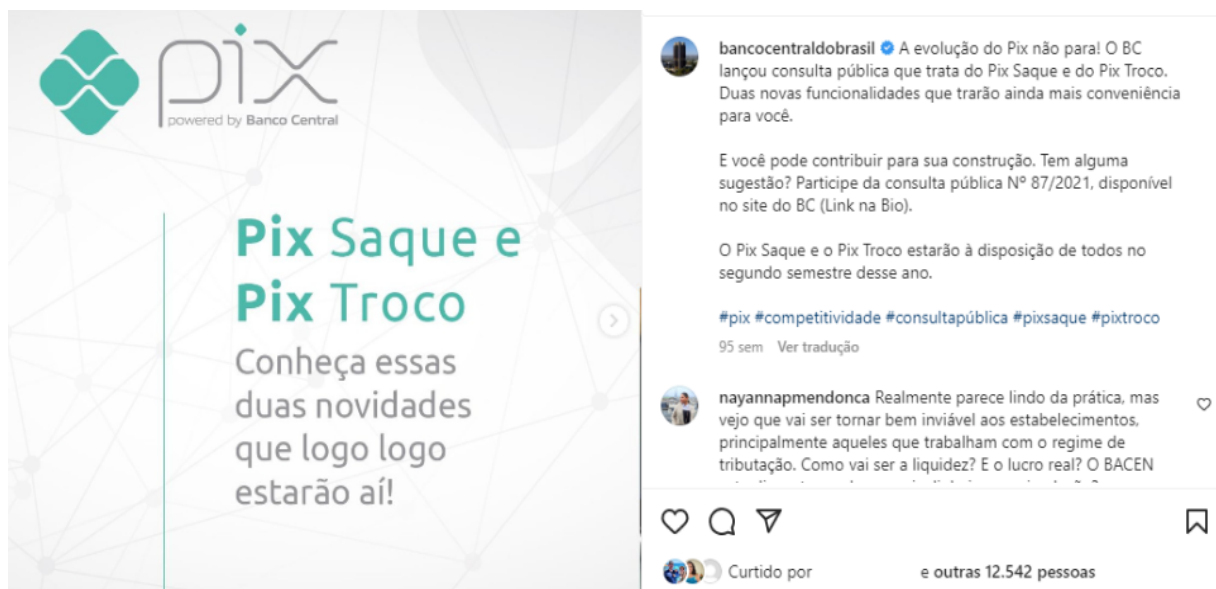 pix
powered by Banco Central
Pix Saque e
Pix Troco
Conheça essas
duas novidades
que logo logo
estarão aí!
bancocentraldobrasil A evolução do Pix não para! O BC
lançou consulta pública que trata do Pix Saque e do Pix Troco.
Duas novas funcionalidades que trarão ainda mais conveniência
para você.
E você pode contribuir para sua construção. Tem alguma
sugestão? Participe da consulta pública Nº 87/2021, disponível
no site do BC (Link na Bio).
O Pix Saque e o Pix Troco estarão à disposição de todos no
segundo semestre desse ano.
#pix #competitividade #consultapública #pixsaque #pixtroco
95 sem Ver tradução
nayannapmendonca Realmente parece lindo da prática, mas
vejo que vai ser tornar bem inviável aos estabelecimentos,
principalmente aqueles que trabalham com o regime de
tributação. Como vai ser a liquidez? E o lucro real? O BACEN
Curtido por e outras 12.542 pessoas